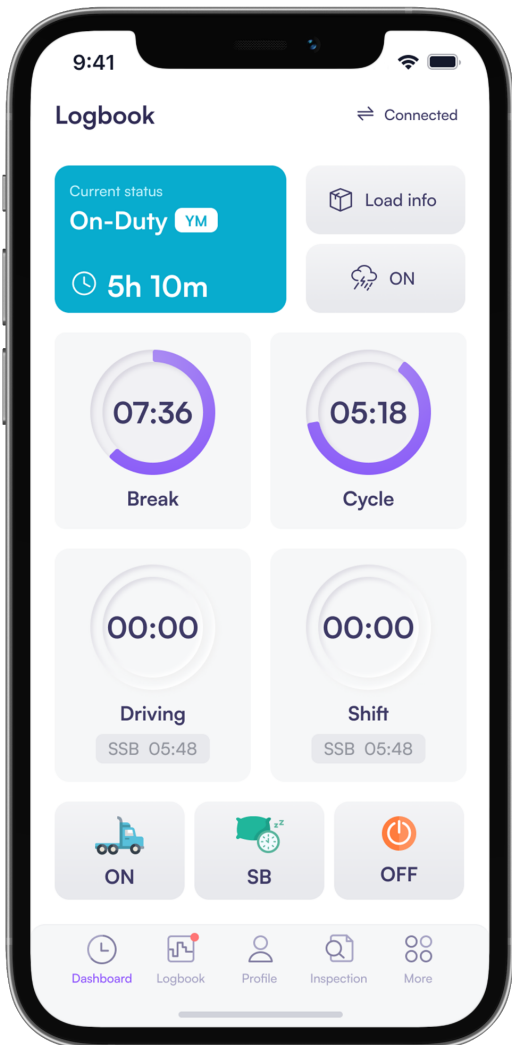 9:41
Logbook
Connected
Current status
On-Duty YM
5h 10m
Load info
ON
07:36
Break
05:18
Cycle
00:00
Driving
SSB 05:48
00:00
Shift
SSB 05:48
ON
zz
SB
OFF
Dashboard
Logbook
Profile
Inspection
More